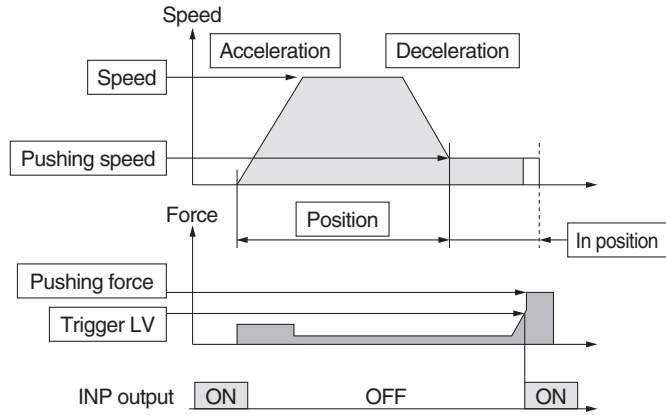 Speed
Acceleration
Deceleration
Speed
Pushing speed
Force
Position
In position
Pushing force
Trigger LV
INP output
ON
OFF
ON